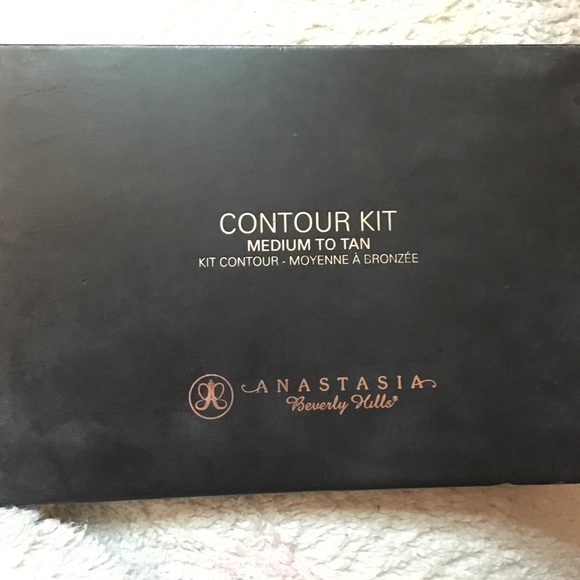 CONTOUR KIT
MEDIUM TO TAN
KIT CONTOUR - MOYENNE À BRONZÉE
ANASTASIA
Beverly Hills®